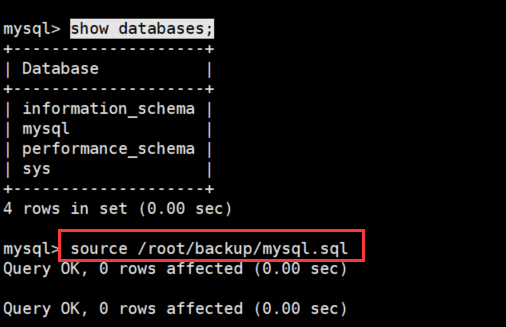 mysql> show databases;
+--------------------+
| Database           |
+--------------------+
| information_schema |
| mysql              |
| performance_schema |
| sys                |
+--------------------+
4 rows in set (0.00 sec)
mysql> source /root/backup/mysql.sql
Query OK, 0 rows affected (0.00 sec)
Query OK, 0 rows affected (0.00 sec)